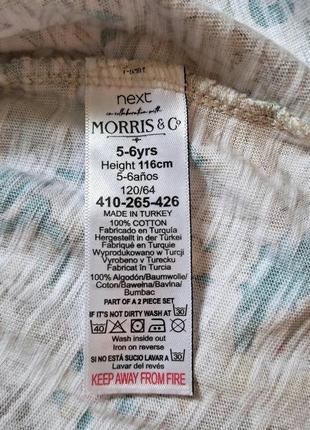 next
in collaboration with
MORRIS & Co
5-6yrs
Height 116cm
5-6años
120/64
410-265-426
MADE IN TURKEY
100% COTTON
Fabricado en Turquía
Hergestellt in der Türkei
Fabriqué en Turquie
Wyprodukowano w Turcji
Vyrobeno v Turecku
Fabricat în Turcia
100% Algodón/Baumwolle/
Coton/Bawełna/Bavlna/
Bumbac
PART OF A 2 PIECE SET
IF IT'S NOT DIRTY WASH AT 30
40
Wash inside out
Iron on reverse
SI NO ESTÁ SUCIO LAVAR A 30
KEEP AWAY FROM FIRE